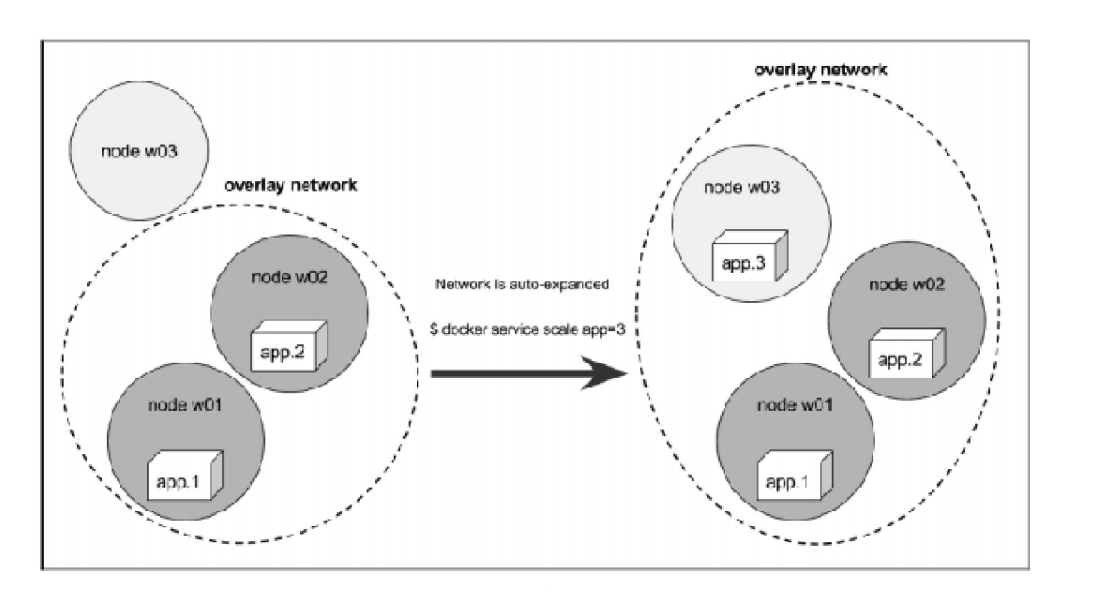 node w03
overlay network
node w02
app.2
node w01
app.1
Network is auto-expanded
$ docker service scale app=3
overlay network
node w03
app.3
node w02
app.2
node w01
app.1